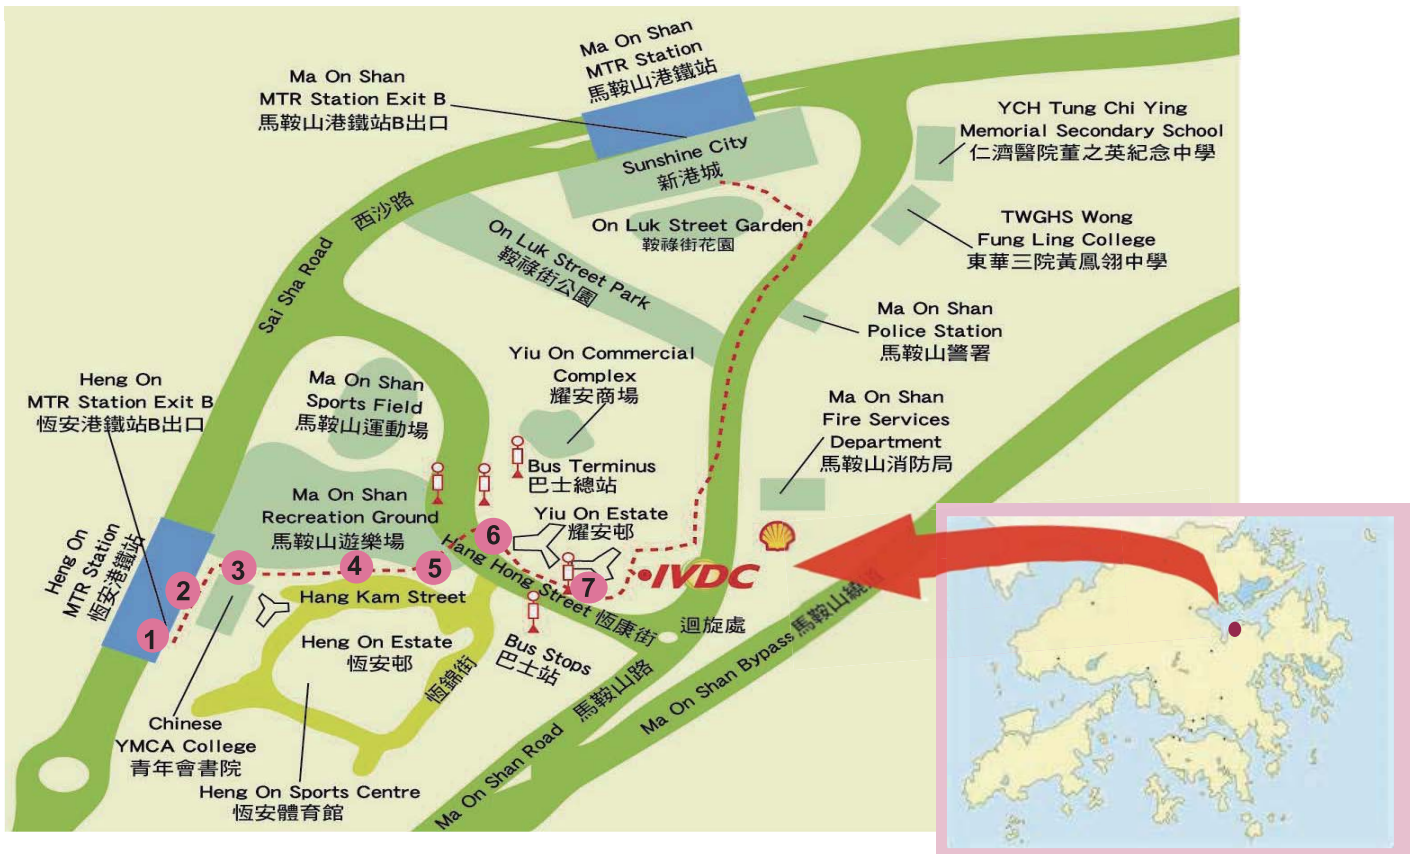 Ma On Shan
MTR Station
馬鞍山港鐵站
Ma On Shan
MTR Station Exit B
馬鞍山港鐵站B出口
YCH Tung Chi Ying
Memorial Secondary School
仁濟醫院董之英紀念中學
Sunshine City
新港城
西沙路
Sai Sha Road
On Luk Street Garden
鞍祿街花園
On Luk Street Park
鞍祿街公園
TWGHS Wong
Fung Ling College
東華三院黃鳳翎中學
Ma On Shan
Police Station
馬鞍山警署
Yiu On Commercial
Complex
耀安商場
Heng On
MTR Station Exit B
恆安港鐵站B出口
Ma On Shan
Sports Field
馬鞍山運動場
Ma On Shan
Fire Services
Department
馬鞍山消防局
Bus Terminus
巴士總站
Ma On Shan
Recreation Ground
馬鞍山遊樂場
Yiu On Estate
耀安邨
Heng On
MTR Station
恆安港鐵站
1
2
3
4
5
6
7
Hang Hong Street 恆康街
IVDC
Hang Kam Street
Heng On Estate
恆安邨
恆錦街
Bus Stops
巴士站
迴旋處
Ma On Shan Road 馬鞍山路
Ma On Shan Bypass 馬鞍山繞
Chinese
YMCA College
青年會書院
Heng On Sports Centre
恆安體育館